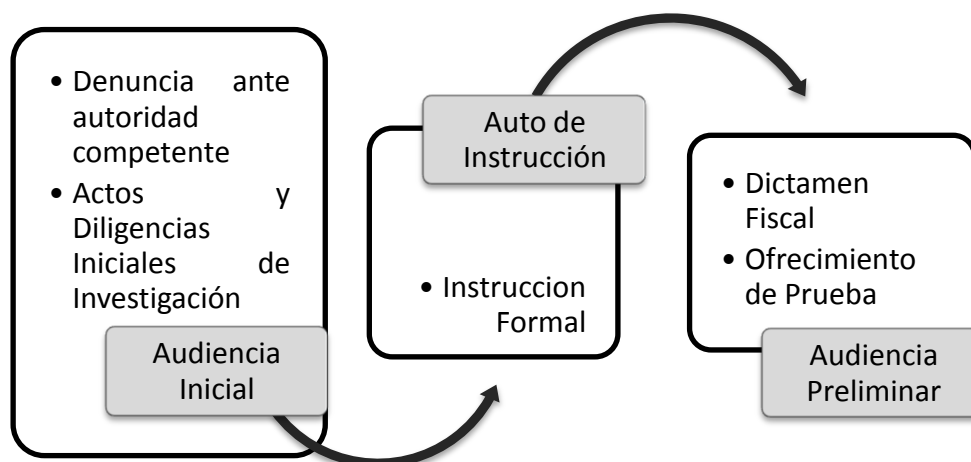 • Denuncia ante
autoridad
competente
• Actos y
Diligencias
Iniciales de
Investigación
Audiencia
Inicial
Auto de
Instrucción
• Instruccion
Formal
• Dictamen
Fiscal
• Ofrecimiento
de Prueba
Audiencia
Preliminar